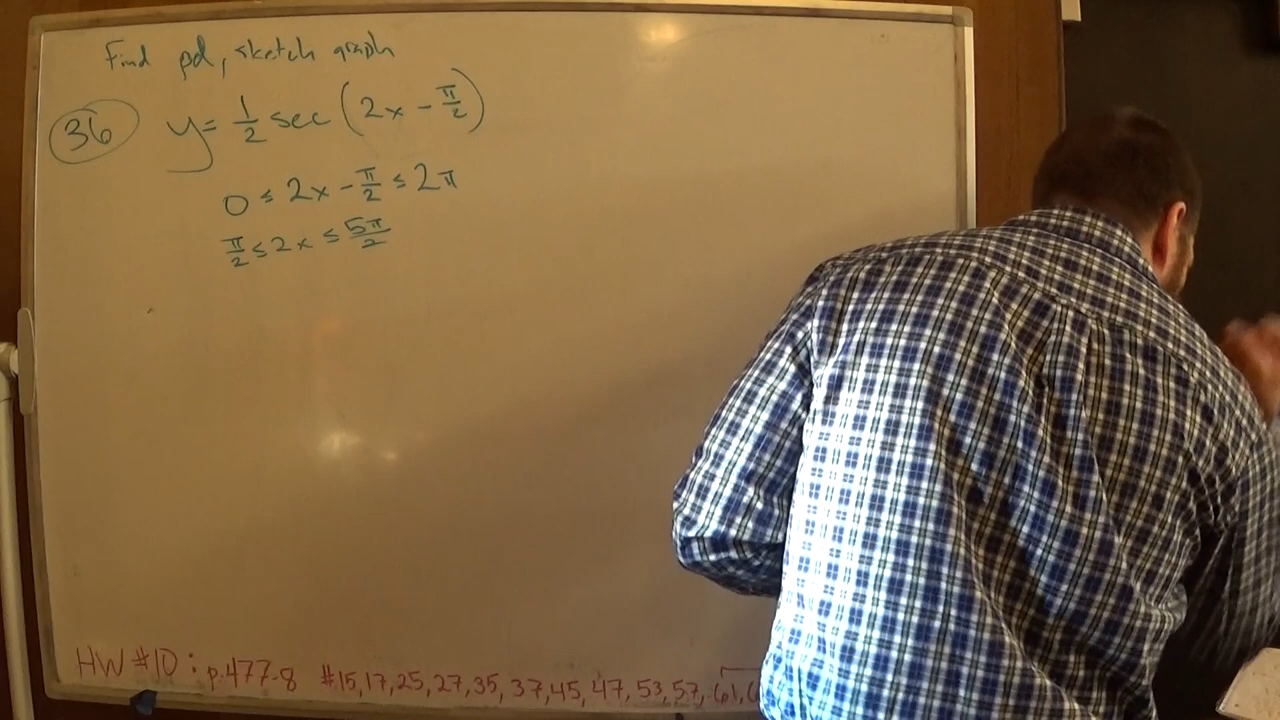 Find pd, sketch graph
36 y = 1/2 sec (2x - π/2)
0 ≤ 2x - π/2 ≤ 2π
π/2 ≤ 2x ≤ 5π/2
HW #10: p.477-8 #15,17,25,27,35,37,45,47,53,57,61,